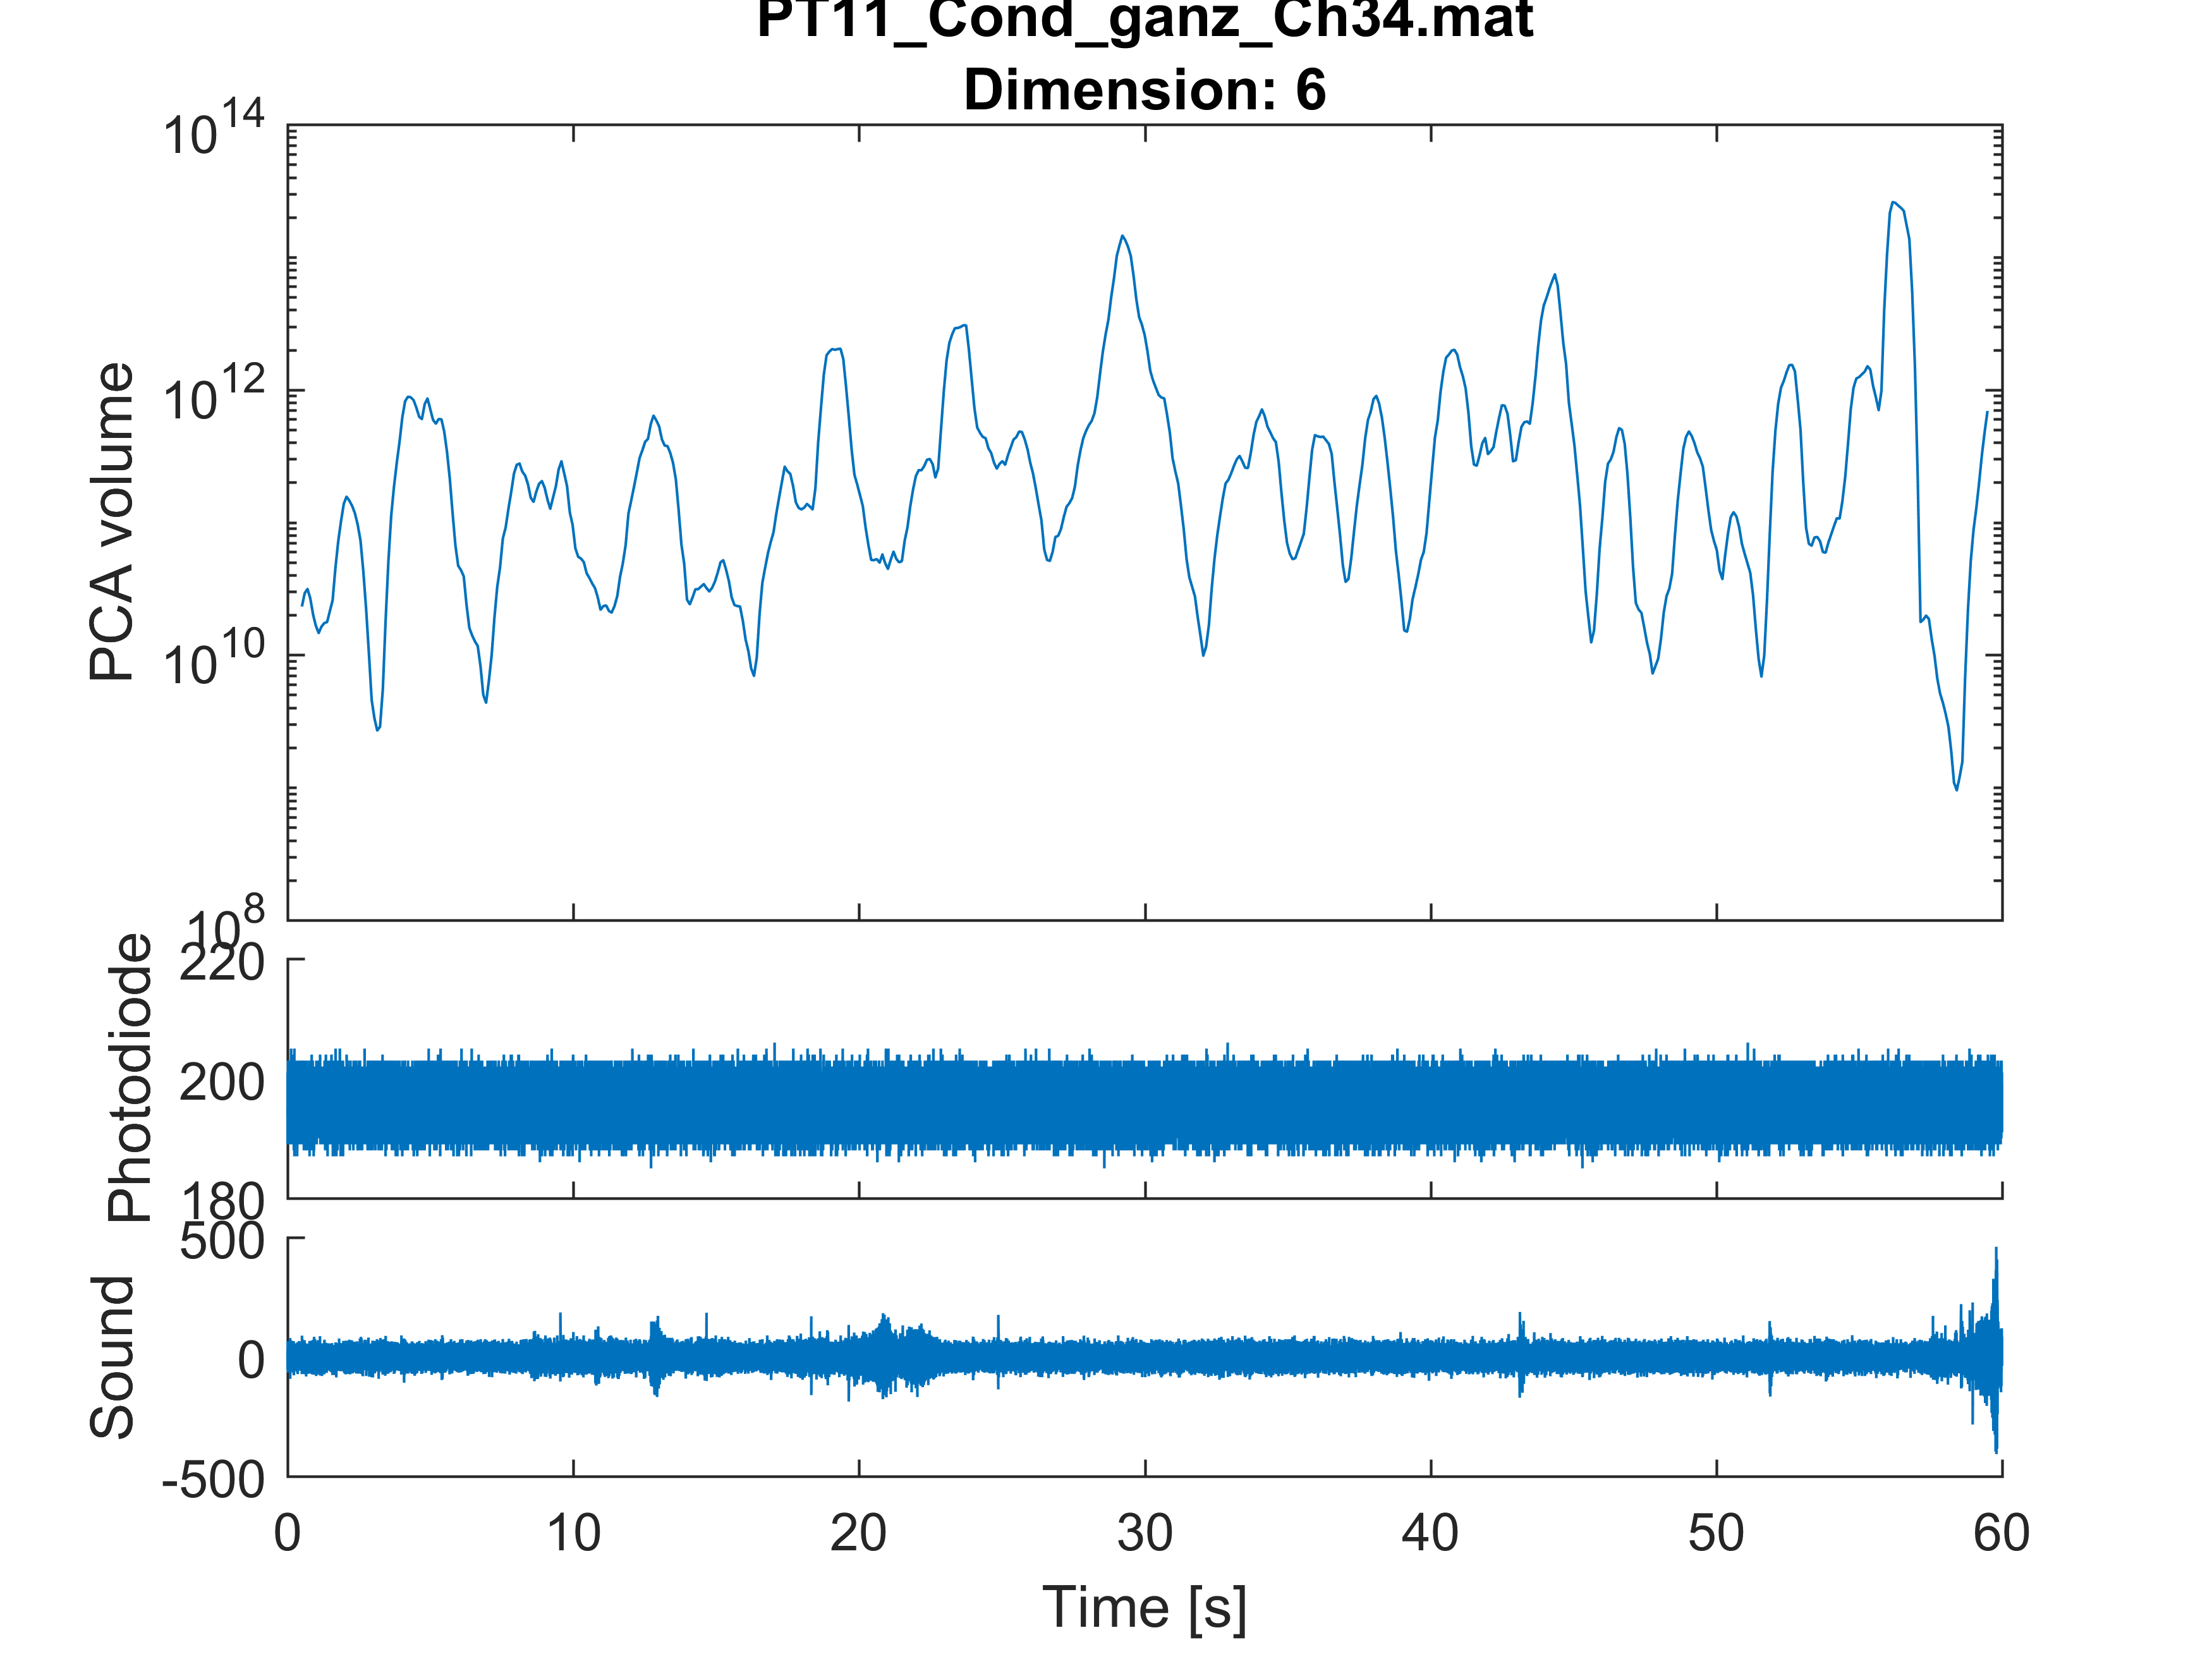 PT11_Cond_ganz_Ch34.mat
Dimension: 6
10^14
10^12
10^10
10^8
PCA volume
220
200
180
Photodiode
500
0
-500
Sound
0 10 20 30 40 50 60
Time [s]